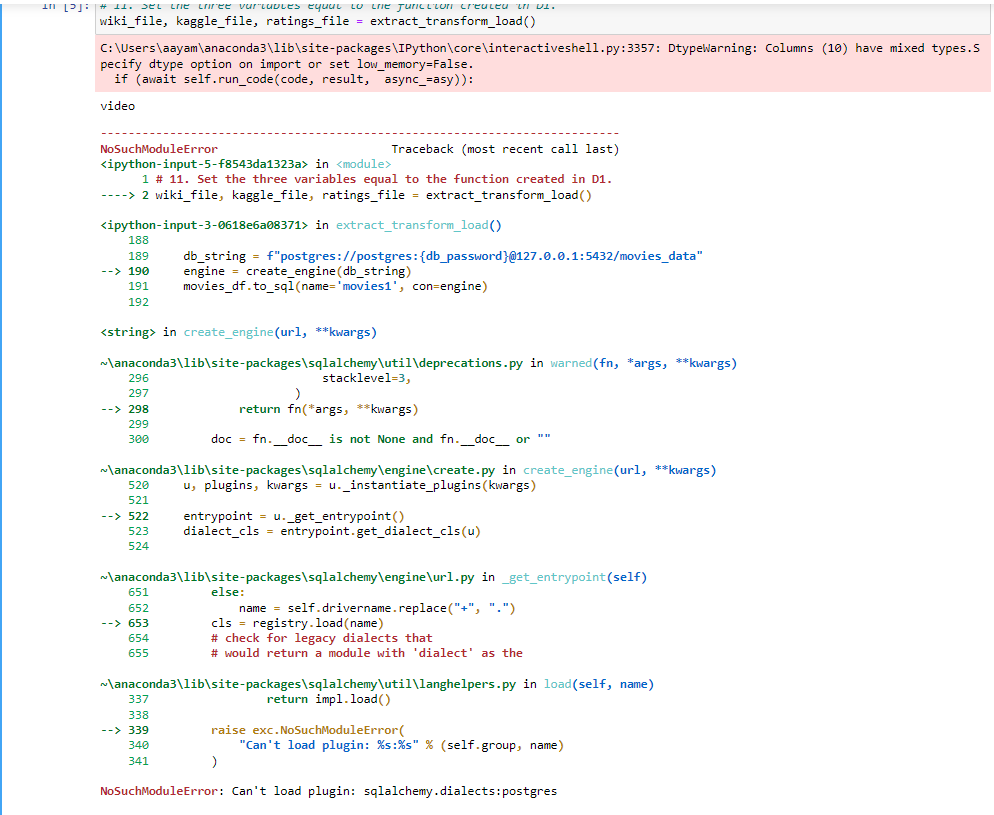 In [5]: # 11. Set the three variables equal to the function created in D1.
wiki_file, kaggle_file, ratings_file = extract_transform_load()
C:\Users\aayam\anaconda3\lib\site-packages\IPython\core\interactiveshell.py:3357: DtypeWarning: Columns (10) have mixed types.S
pecify dtype option on import or set low_memory=False.
  if (await self.run_code(code, result,  async_=asy)):
video
---------------------------------------------------------------------------
NoSuchModuleError                         Traceback (most recent call last)
<ipython-input-5-f8543da1323a> in <module>
      1 # 11. Set the three variables equal to the function created in D1.
----> 2 wiki_file, kaggle_file, ratings_file = extract_transform_load()
<ipython-input-3-0618e6a08371> in extract_transform_load()
    188
    189     db_string = f"postgres://postgres:{db_password}@127.0.0.1:5432/movies_data"
--> 190     engine = create_engine(db_string)
    191     movies_df.to_sql(name='movies1', con=engine)
    192
<string> in create_engine(url, **kwargs)
~\anaconda3\lib\site-packages\sqlalchemy\util\deprecations.py in warned(fn, *args, **kwargs)
    296                         stacklevel=3,
    297                     )
--> 298             return fn(*args, **kwargs)
    299
    300         doc = fn.__doc__ is not None and fn.__doc__ or ""
~\anaconda3\lib\site-packages\sqlalchemy\engine\create.py in create_engine(url, **kwargs)
    520     u, plugins, kwargs = u._instantiate_plugins(kwargs)
    521
--> 522     entrypoint = u._get_entrypoint()
    523     dialect_cls = entrypoint.get_dialect_cls(u)
    524
~\anaconda3\lib\site-packages\sqlalchemy\engine\url.py in _get_entrypoint(self)
    651         else:
    652             name = self.drivername.replace("+", ".")
--> 653         cls = registry.load(name)
    654         # check for legacy dialects that
    655         # would return a module with 'dialect' as the
~\anaconda3\lib\site-packages\sqlalchemy\util\langhelpers.py in load(self, name)
    337                 return impl.load()
    338
--> 339         raise exc.NoSuchModuleError(
    340             "Can't load plugin: %s:%s" % (self.group, name)
    341         )
NoSuchModuleError: Can't load plugin: sqlalchemy.dialects:postgres